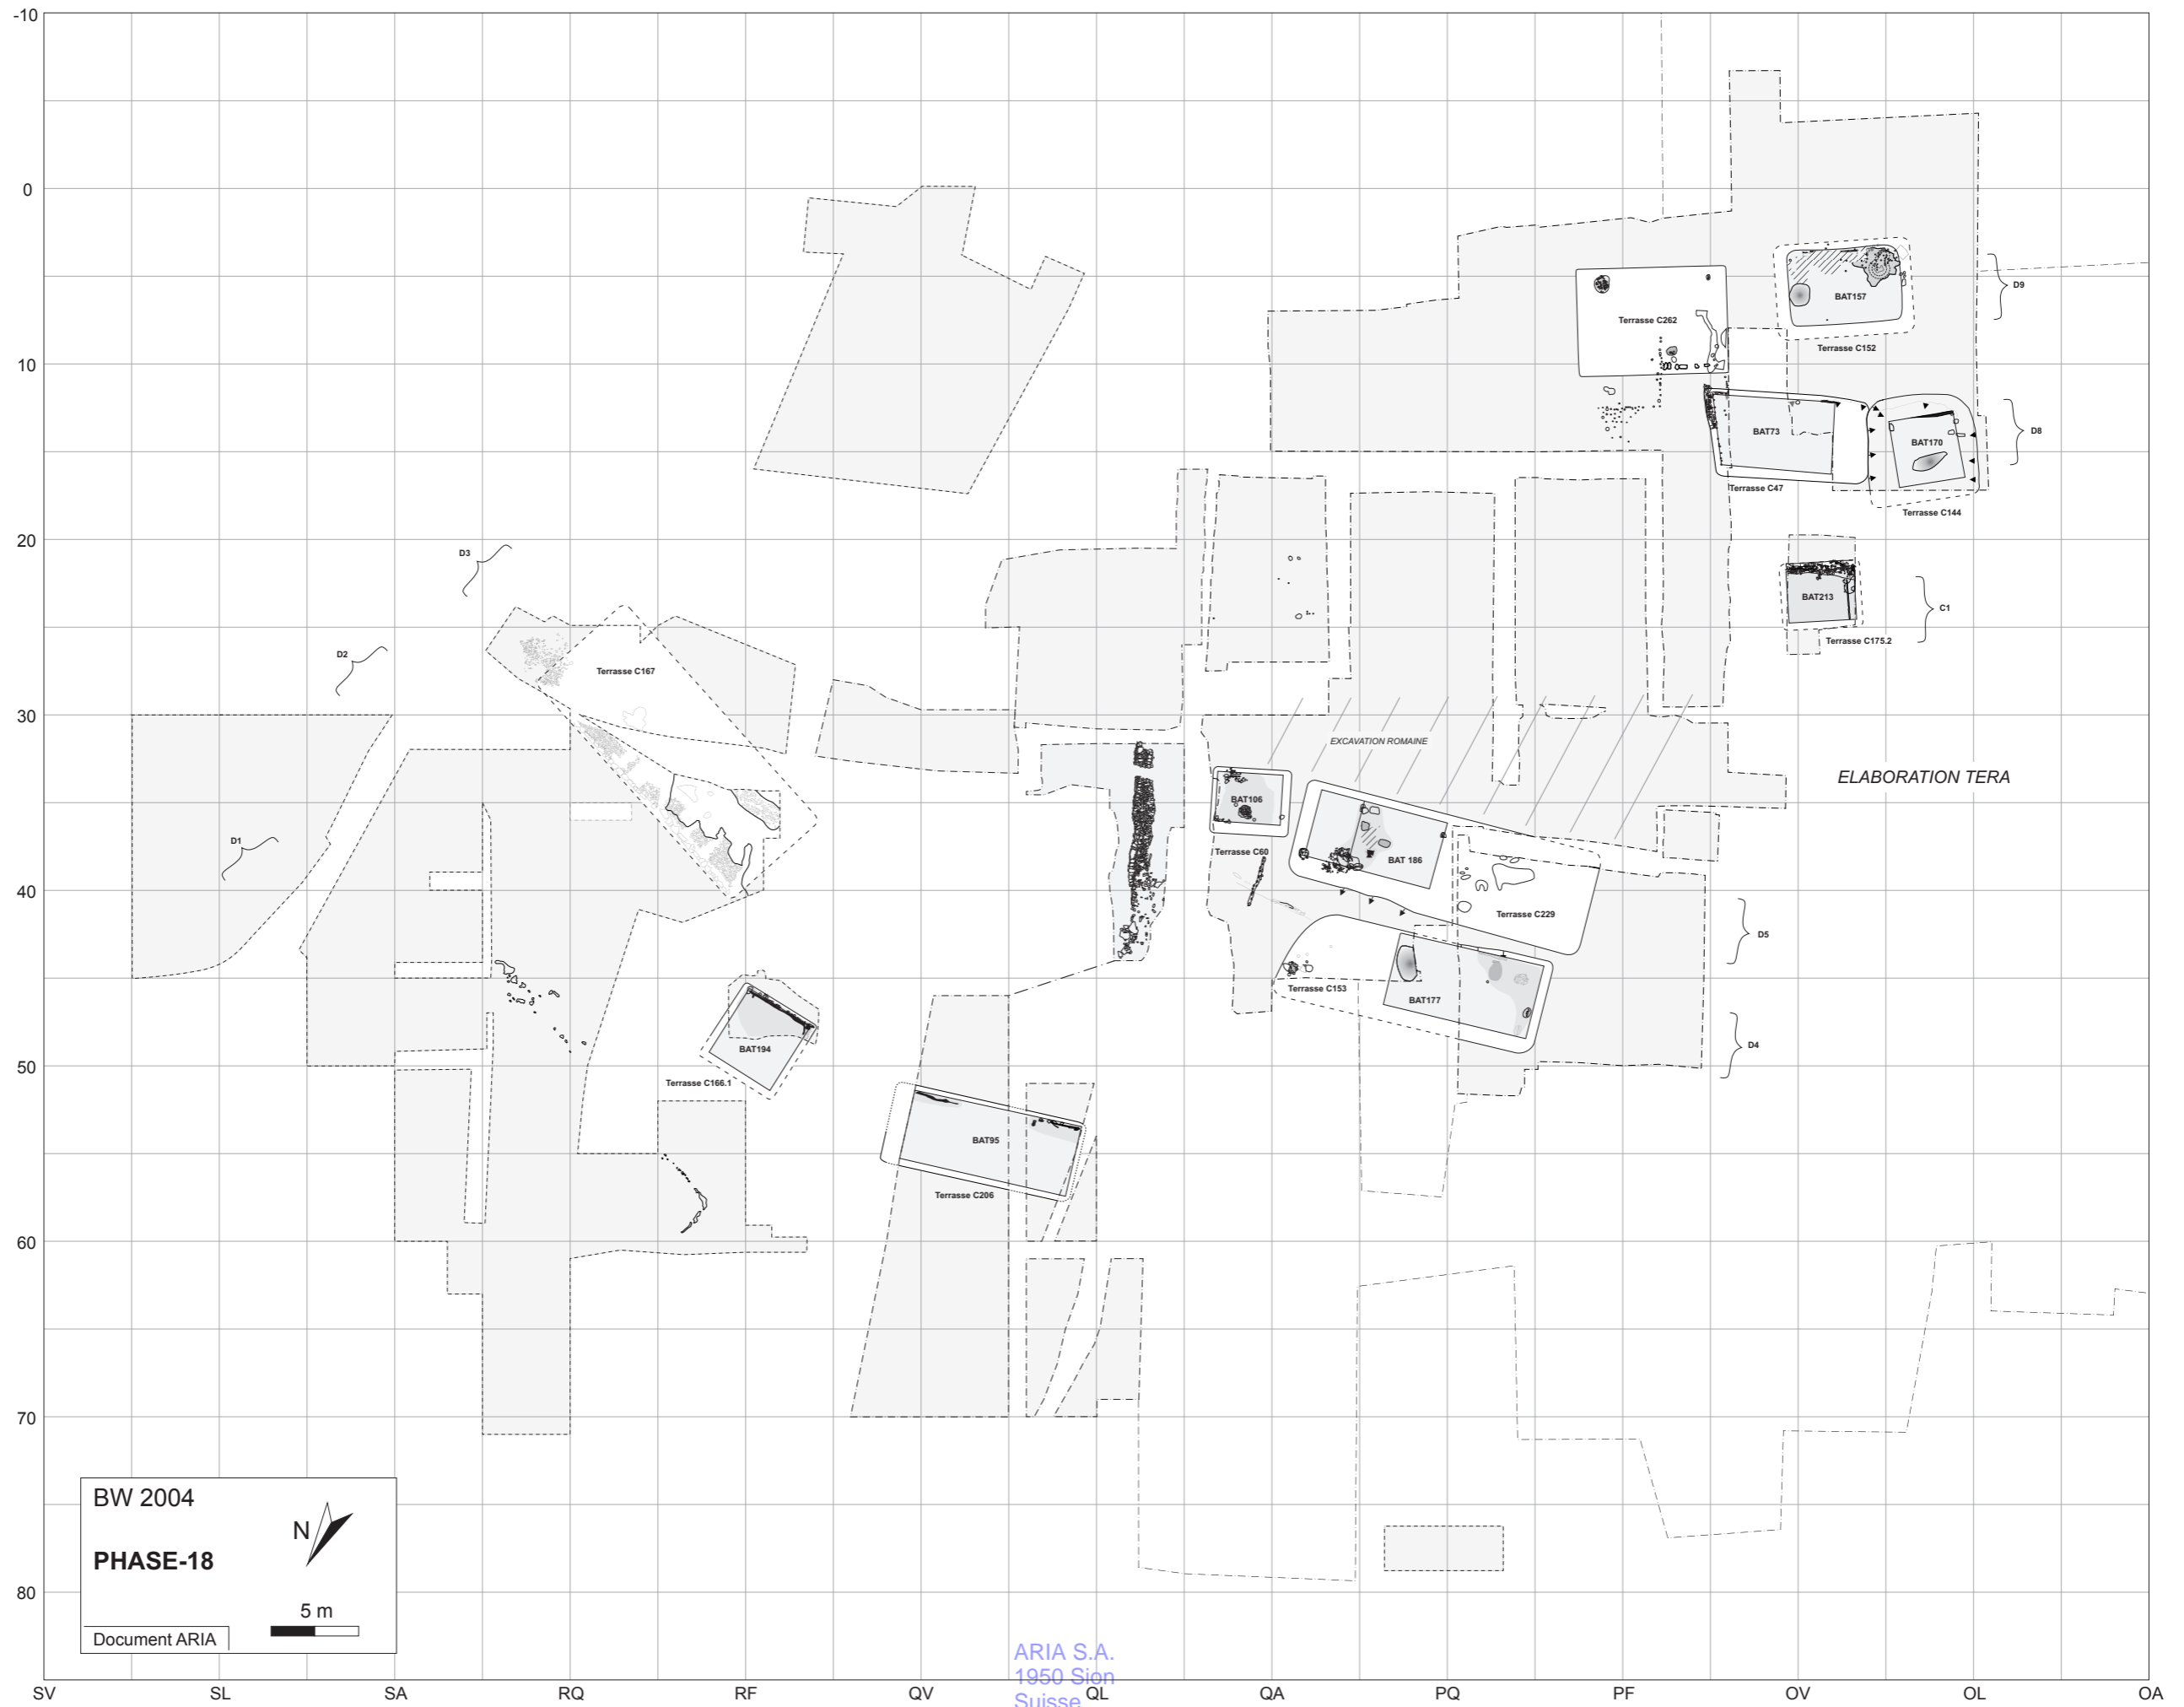 -10
0
10
20
30
40
50
60
70
80
BAT157
D9
Terrasse C262
Terrasse C152
BAT73
BAT170
D8
Terrasse C47
Terrasse C144
D3
BAT213
C1
Terrasse C175.2
D2
Terrasse C167
EXCAVATION ROMAINE
ELABORATION TERA
BAT106
D1
Terrasse C60
BAT 186
Terrasse C229
D5
Terrasse C153
BAT177
BAT194
D4
Terrasse C166.1
BAT95
Terrasse C206
BW 2004
N
PHASE-18
5 m
Document ARIA
ARIA S.A.
1950 Sion
Suisse
SV SL SA RQ RF QV QL QA PQ PF OV OL OA